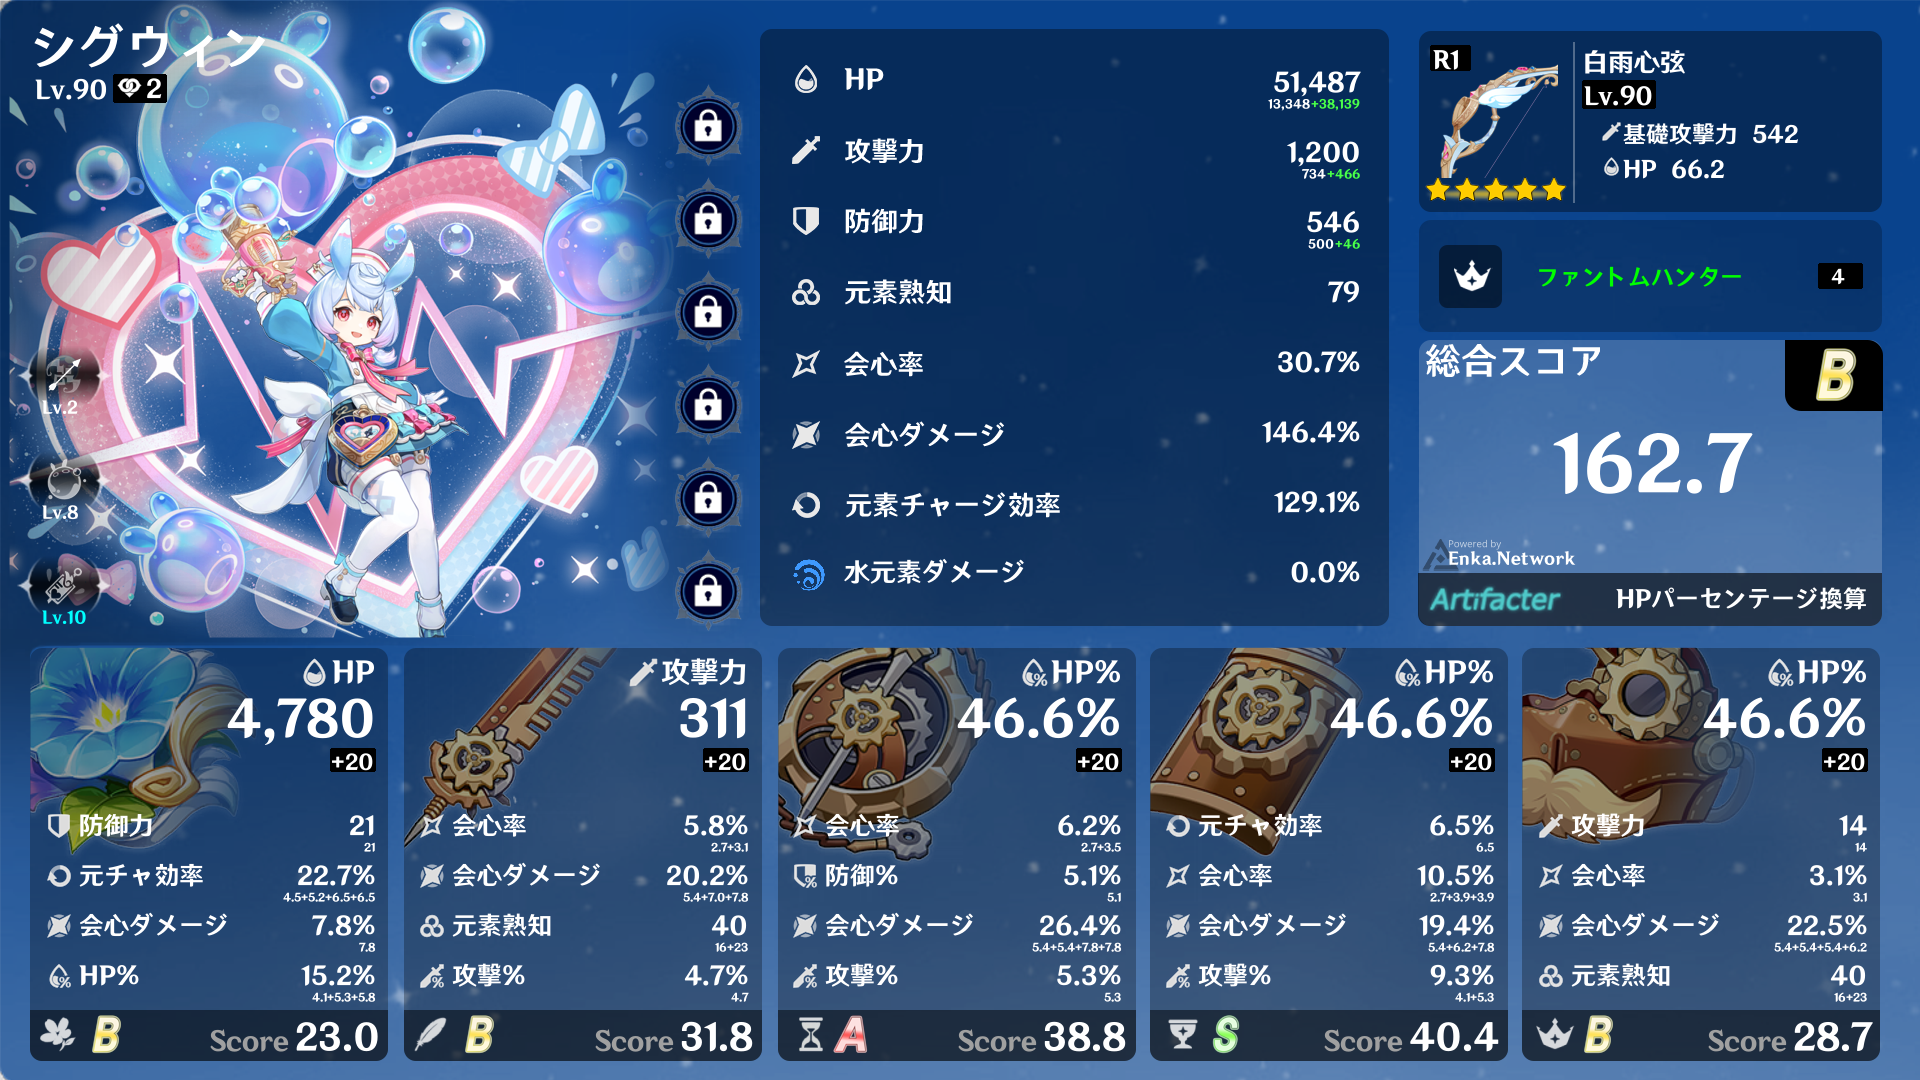 シグウィン
Lv.90 2
Lv.2
Lv.8
Lv.10
HP 51,487
13,348+38,139
攻撃力 1,200
734+466
防御力 546
500+46
元素熟知 79
会心率 30.7%
会心ダメージ 146.4%
元素チャージ効率 129.1%
水元素ダメージ 0.0%
R1 白雨心弦
Lv.90
基礎攻撃力 542
HP 66.2
ファントムハンター 4
総合スコア B
162.7
Powered by
Enka.Network
Artifacter HPパーセンテージ換算
HP
4,780
+20
防御力 21
21
元チャ効率 22.7%
4.5+5.2+6.5+6.5
会心ダメージ 7.8%
7.8
HP% 15.2%
4.1+5.3+5.8
B Score 23.0
攻撃力
311
+20
会心率 5.8%
2.7+3.1
会心ダメージ 20.2%
5.4+7.0+7.8
元素熟知 40
16+23
攻撃% 4.7%
4.7
B Score 31.8
HP%
46.6%
+20
会心率 6.2%
2.7+3.5
防御% 5.1%
5.1
会心ダメージ 26.4%
5.4+5.4+7.8+7.8
攻撃% 5.3%
5.3
A Score 38.8
HP%
46.6%
+20
元チャ効率 6.5%
6.5
会心率 10.5%
2.7+3.9+3.9
会心ダメージ 19.4%
5.4+6.2+7.8
攻撃% 9.3%
4.1+5.3
S Score 40.4
HP%
46.6%
+20
攻撃力 14
14
会心率 3.1%
3.1
会心ダメージ 22.5%
5.4+5.4+5.4+6.2
元素熟知 40
16+23
B Score 28.7